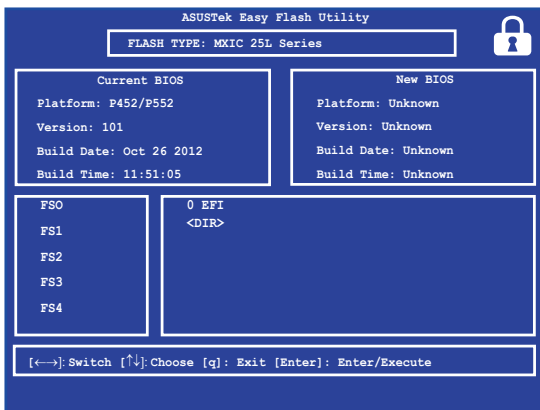 ASUSTek Easy Flash Utility
FLASH TYPE: MXIC 25L Series
Current BIOS
Platform: P452/P552
Version: 101
Build Date: Oct 26 2012
Build Time: 11:51:05
New BIOS
Platform: Unknown
Version: Unknown
Build Date: Unknown
Build Time: Unknown
FSO
FS1
FS2
FS3
FS4
0 EFI
<DIR>
[←→]: Switch [↑↓]: Choose [q]: Exit [Enter]: Enter/Execute